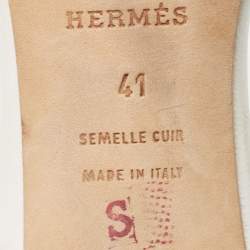 HERMÈS
41
SEMELLE CUIR
MADE IN ITALY
S